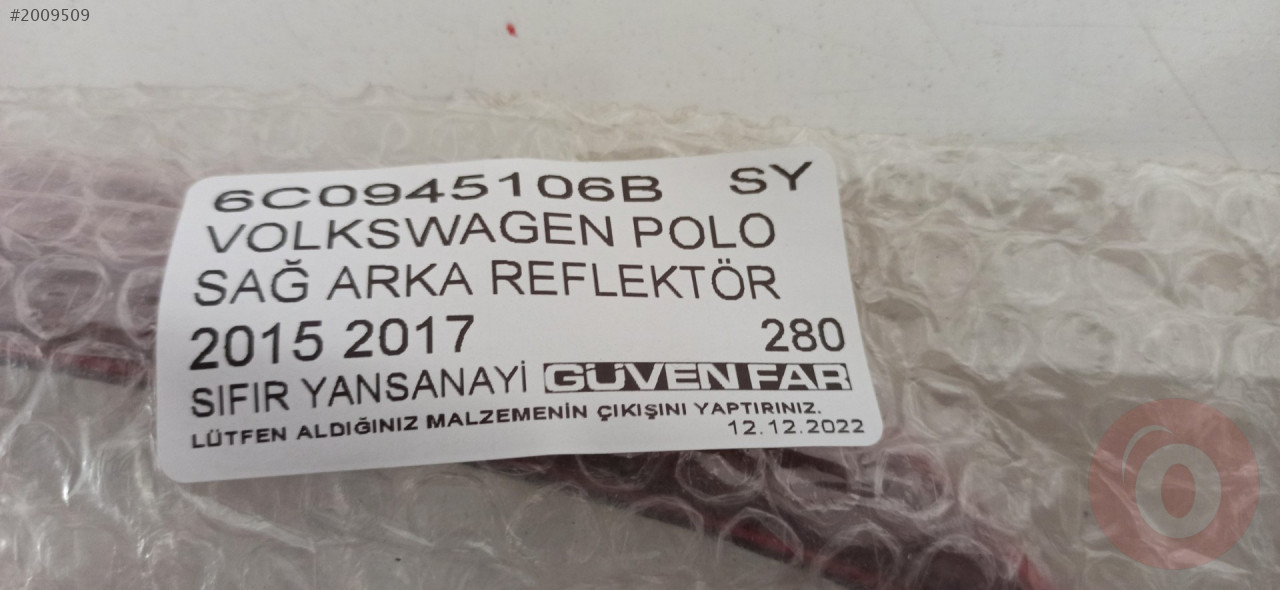 #2009509
6C0945106B SY
VOLKSWAGEN POLO
SAĞ ARKA REFLEKTÖR
2015 2017 280
SIFIR YANSANAYİ GÜVEN FAR
LÜTFEN ALDIĞINIZ MALZEMENİN ÇIKIŞINI YAPTIRINIZ.
12.12.2022